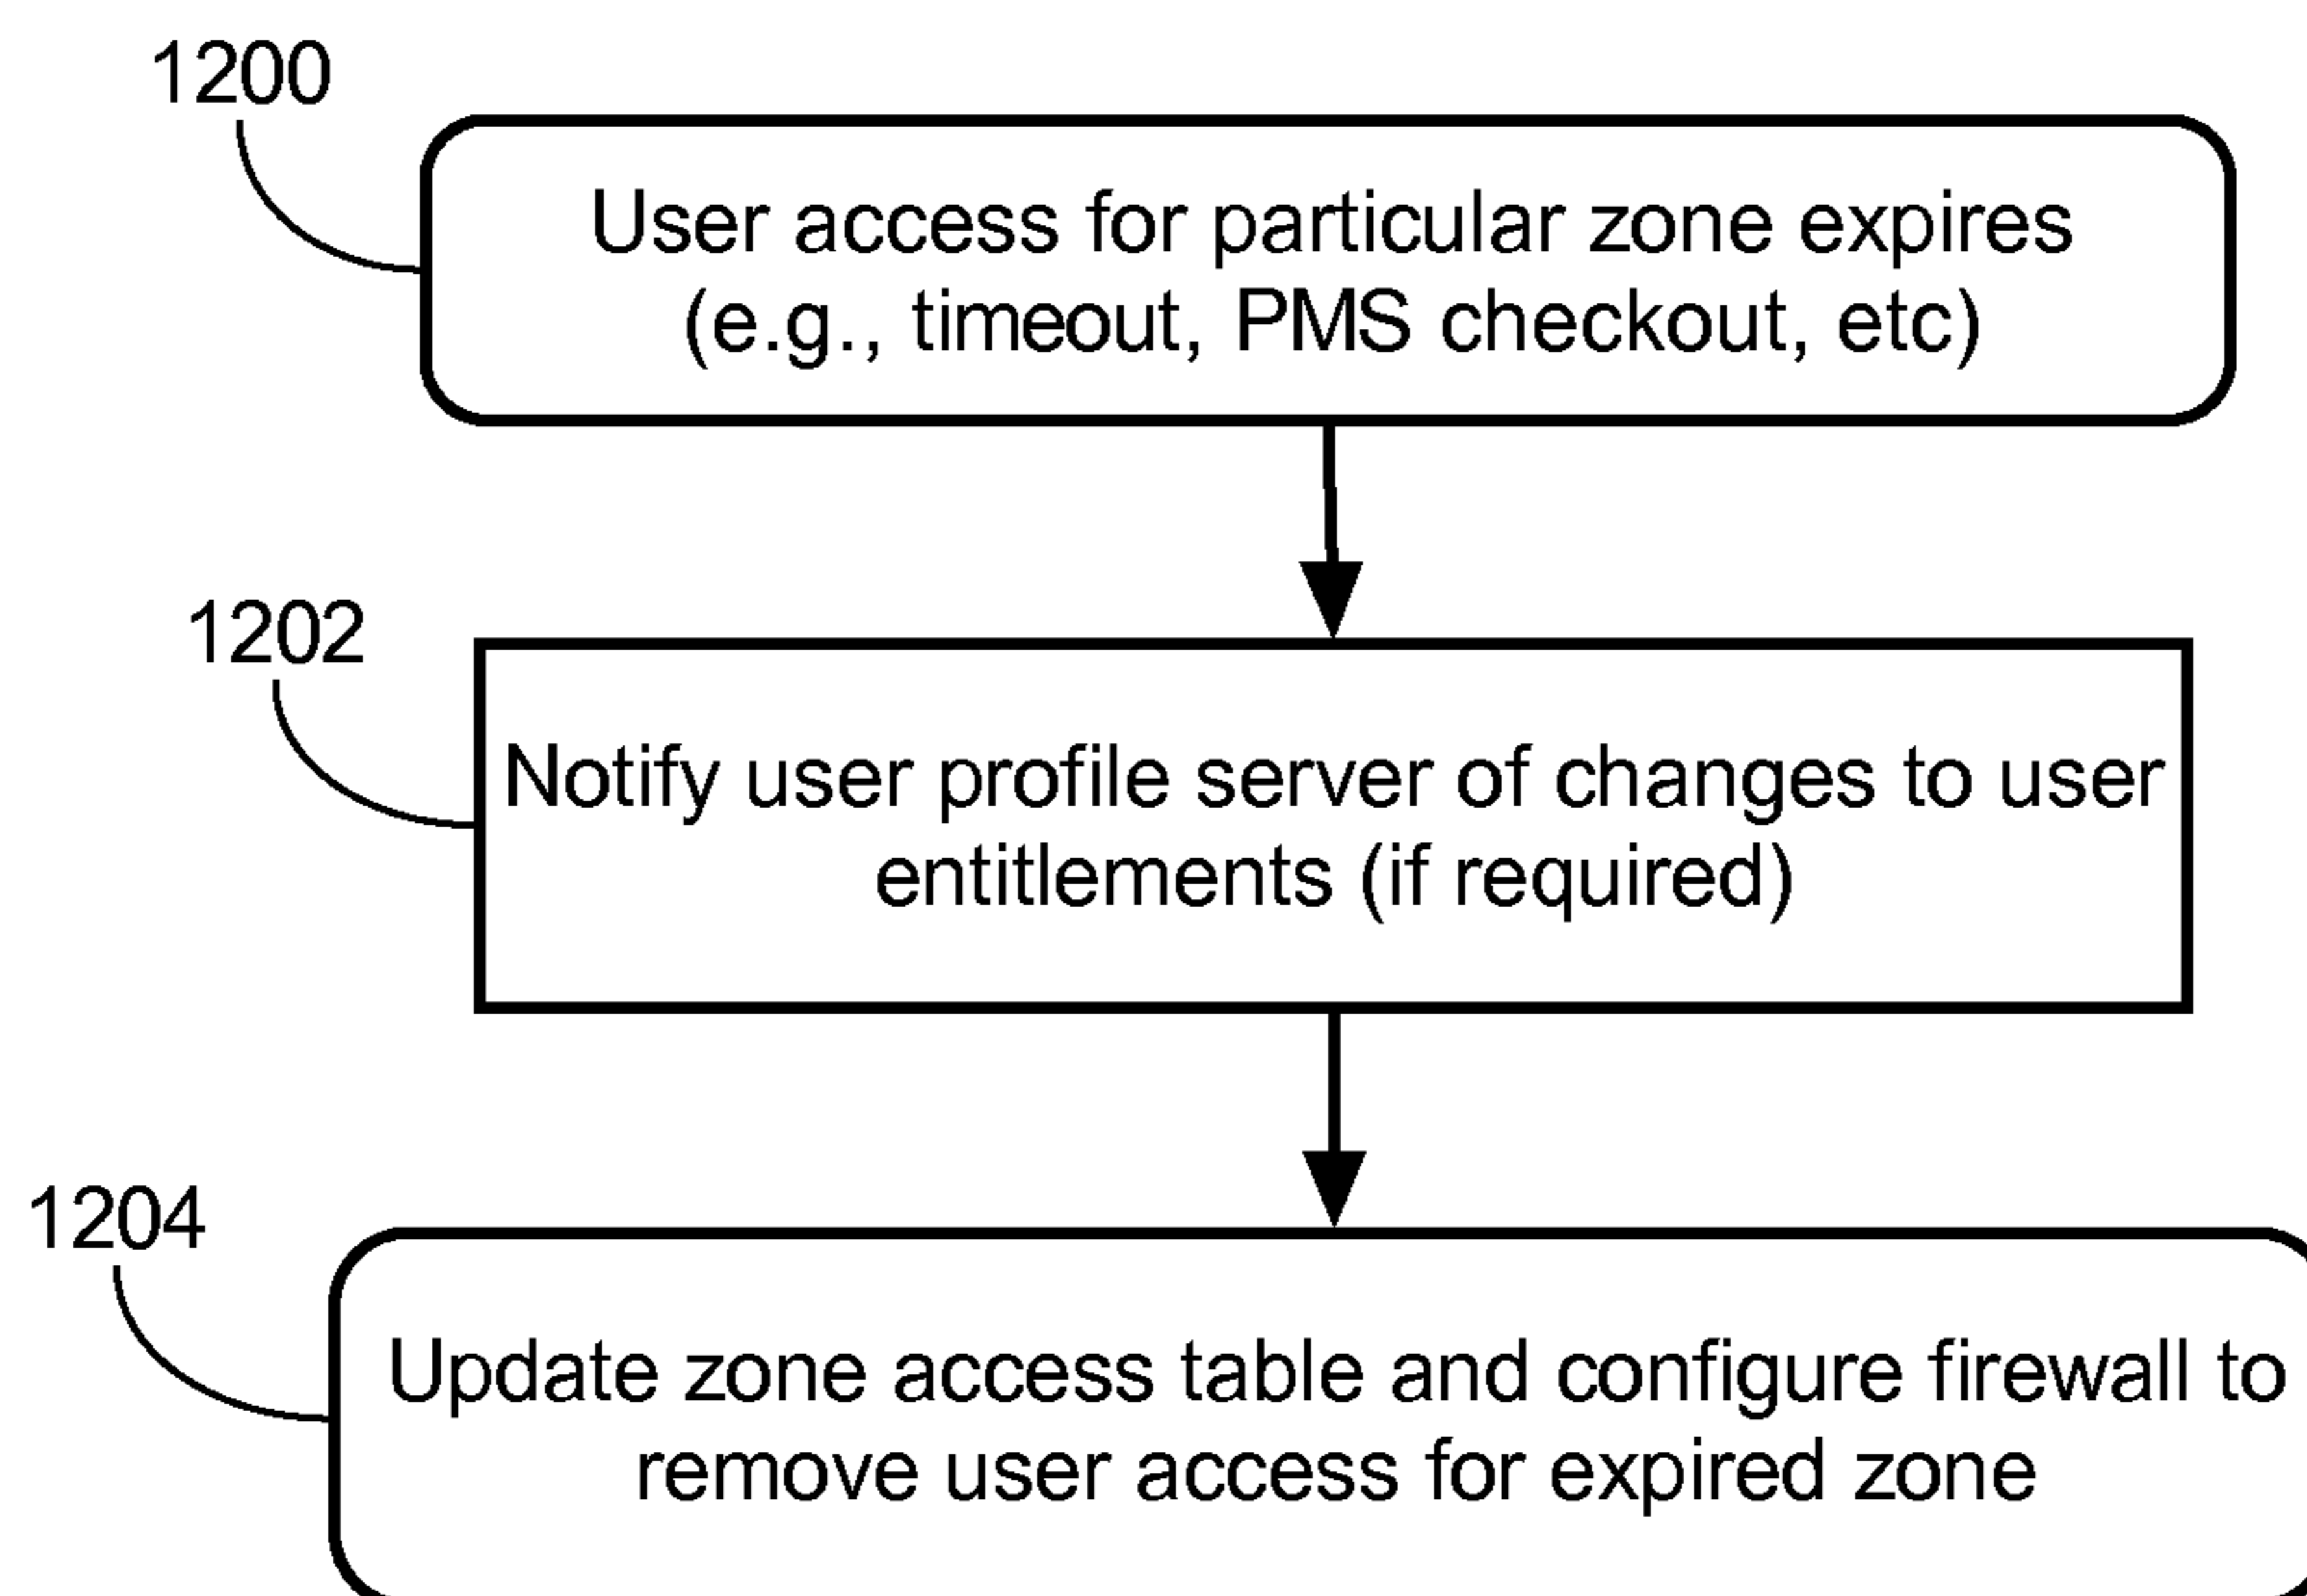 1200
User access for particular zone expires
(e.g., timeout, PMS checkout, etc)
1202
Notify user profile server of changes to user
entitlements (if required)
1204
Update zone access table and configure firewall to
remove user access for expired zone